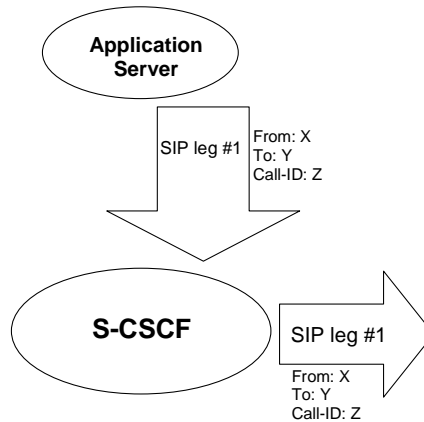 Application
Server
SIP leg #1
From: X
To: Y
Call-ID: Z
S-CSCF
SIP leg #1
From: X
To: Y
Call-ID: Z